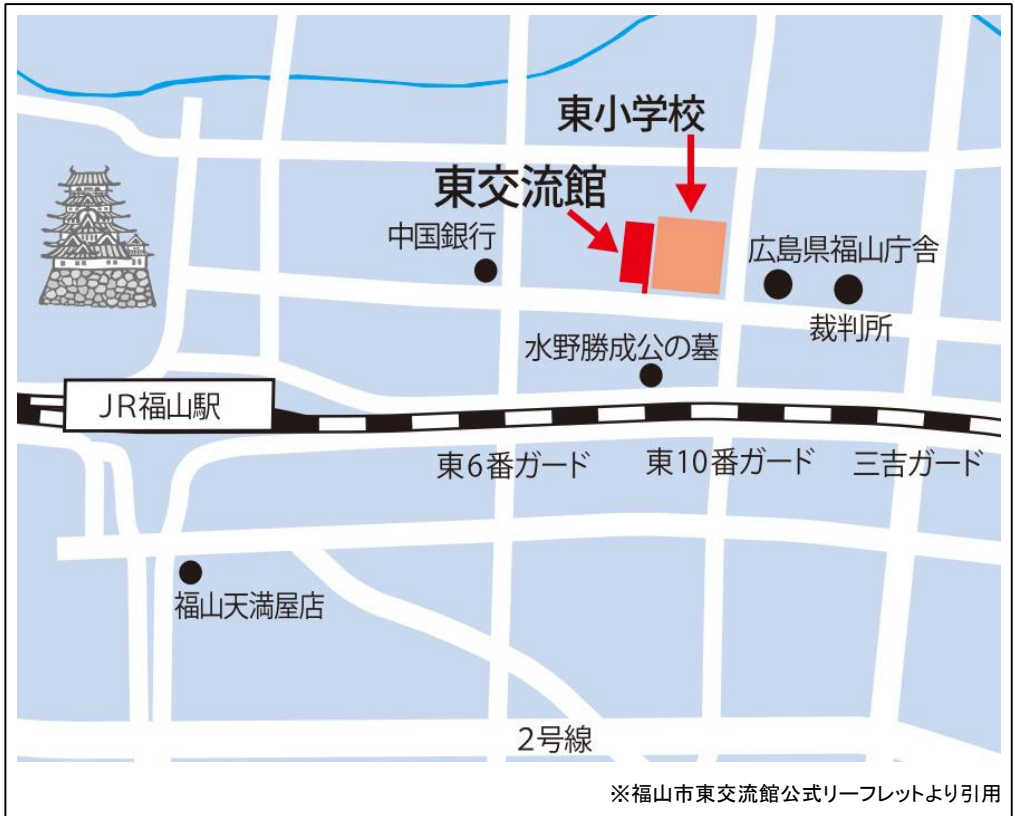 東小学校
東交流館
中国銀行
広島県福山庁舎
裁判所
水野勝成公の墓
JR福山駅
東6番ガード
東10番ガード
三吉ガード
福山天満屋店
2号線
※福山市東交流館公式リーフレットより引用